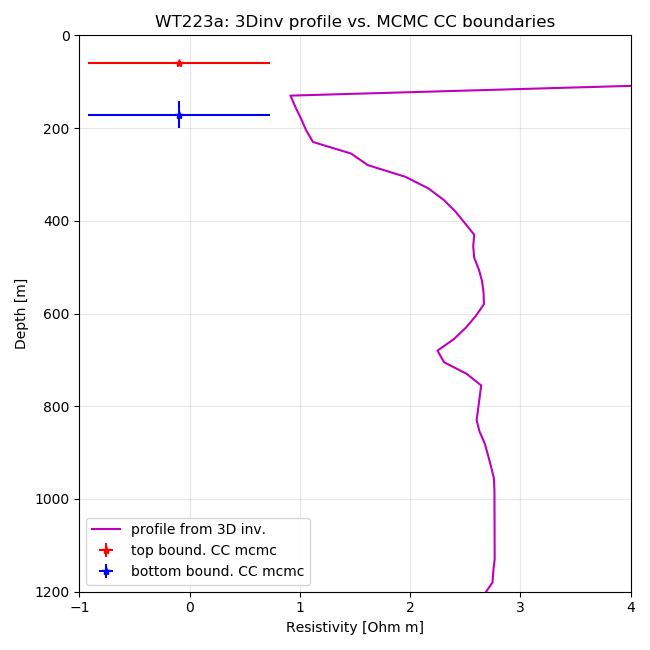 WT223a: 3Dinv profile vs. MCMC CC boundaries
0
200
400
600
800
1000
1200
Depth [m]
profile from 3D inv.
top bound. CC mcmc
bottom bound. CC mcmc
−1 0 1 2 3 4
Resistivity [Ohm m]